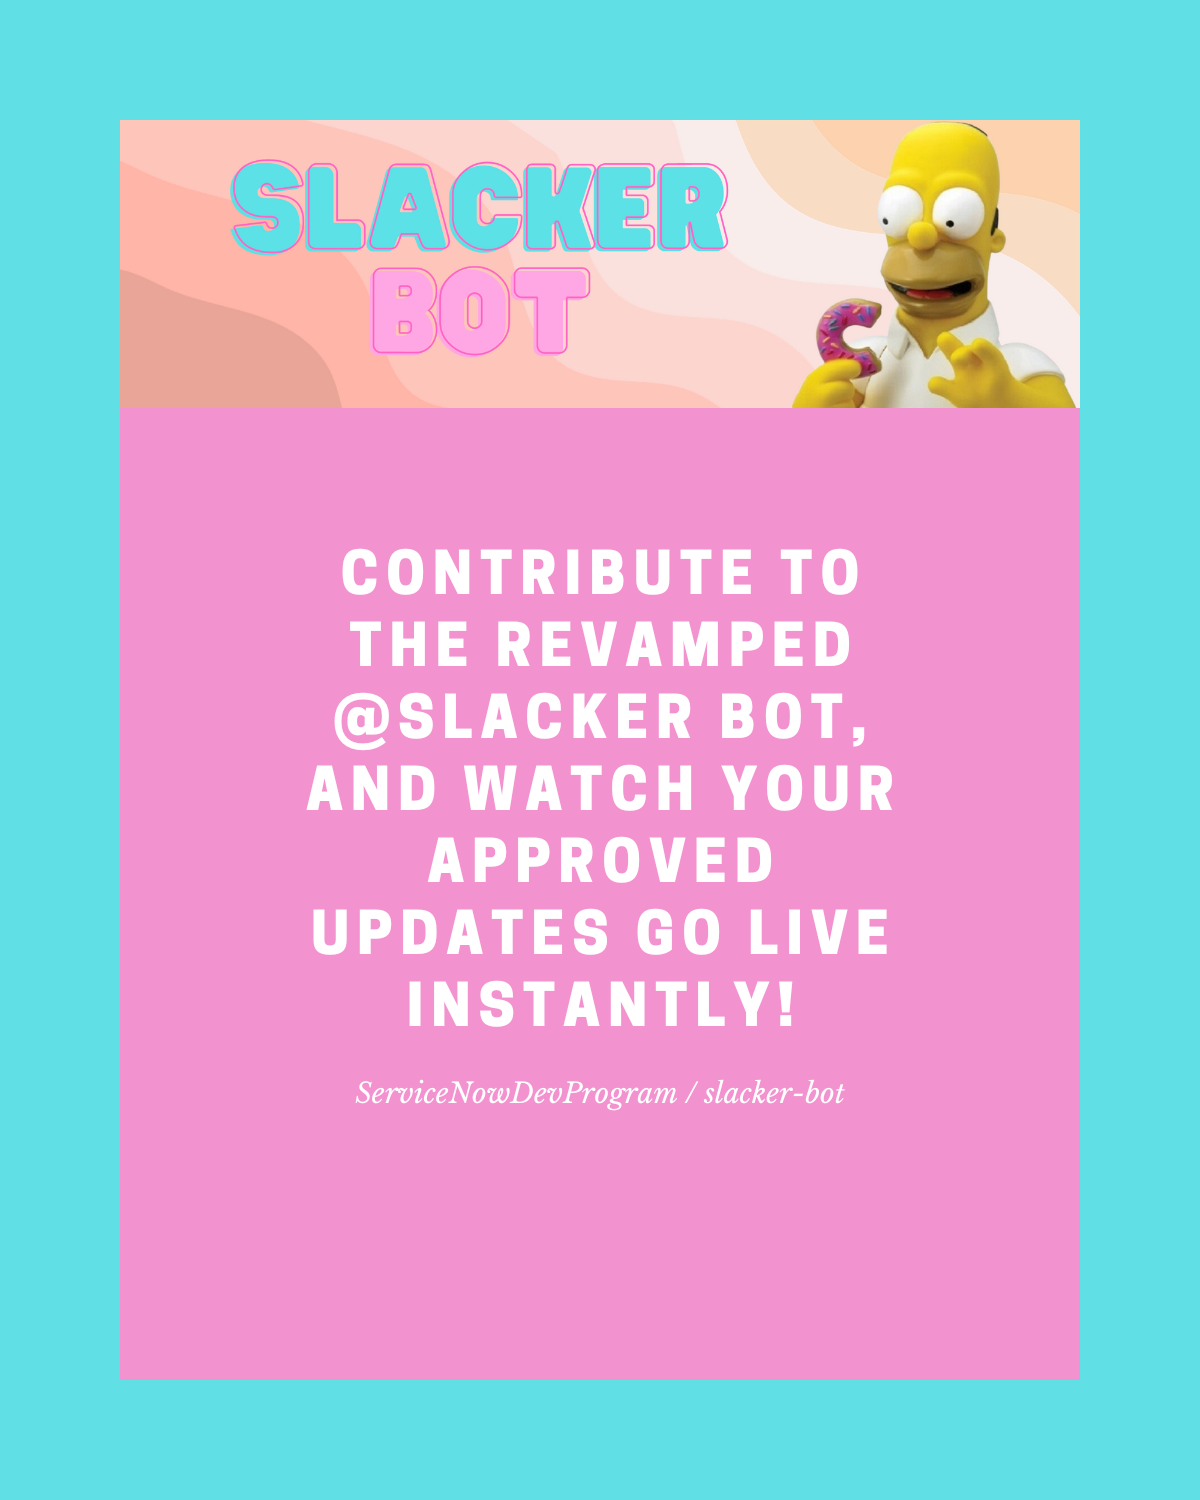 SLACKER
BOT
CONTRIBUTE TO
THE REVAMPED
@SLACKER BOT,
AND WATCH YOUR
APPROVED
UPDATES GO LIVE
INSTANTLY!
ServiceNowDevProgram / slacker-bot